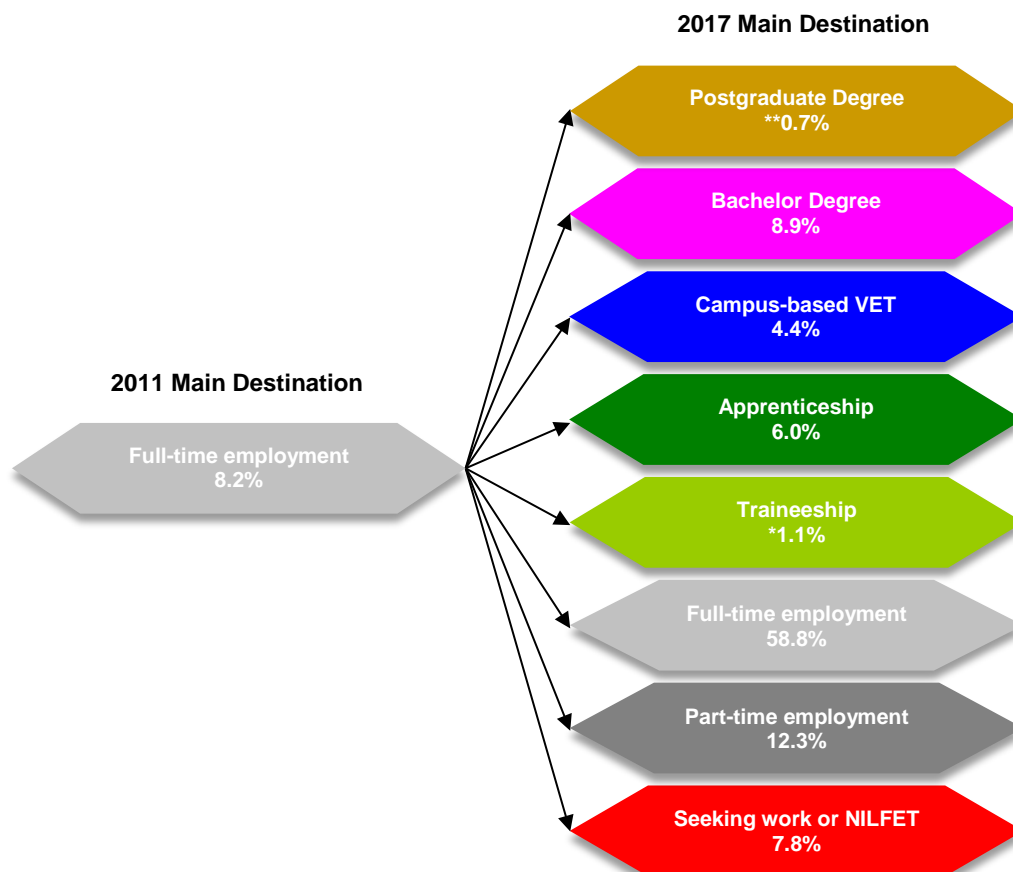 2017 Main Destination
Postgraduate Degree
**0.7%
Bachelor Degree
8.9%
Campus-based VET
4.4%
2011 Main Destination
Full-time employment
8.2%
Apprenticeship
6.0%
Traineeship
*1.1%
Full-time employment
58.8%
Part-time employment
12.3%
Seeking work or NILFET
7.8%